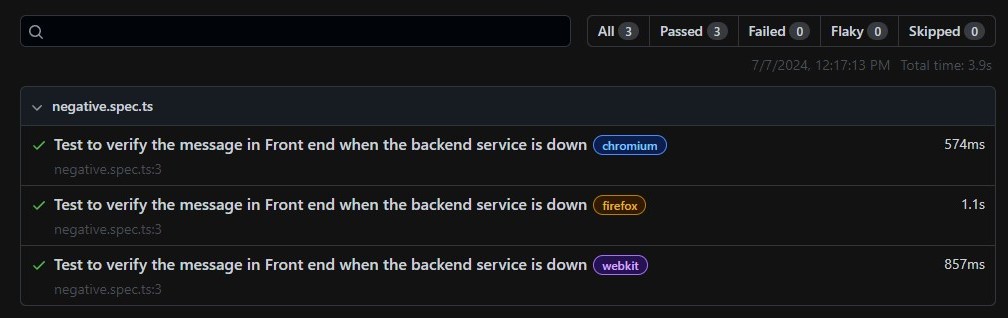 All 3 Passed 3 Failed 0 Flaky 0 Skipped 0
7/7/2024, 12:17:13 PM Total time: 3.9s
negative.spec.ts
Test to verify the message in Front end when the backend service is down chromium 574ms
negative.spec.ts:3
Test to verify the message in Front end when the backend service is down firefox 1.1s
negative.spec.ts:3
Test to verify the message in Front end when the backend service is down webkit 857ms
negative.spec.ts:3